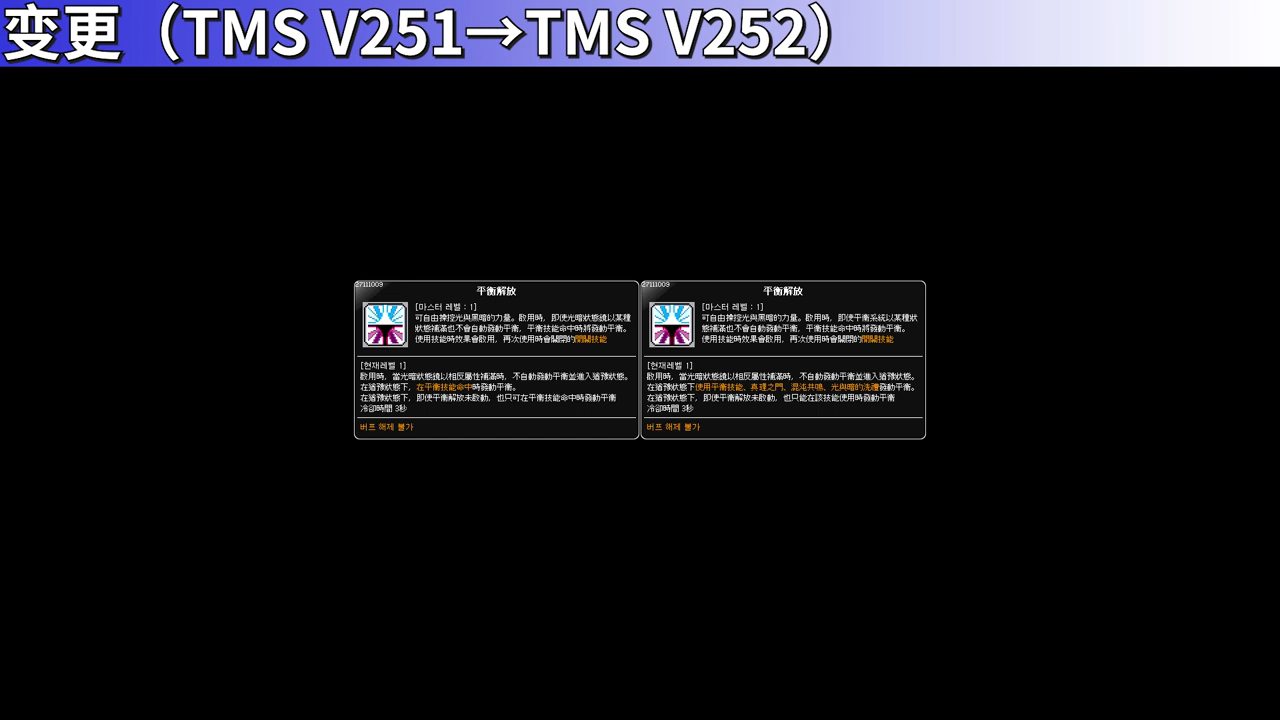 变更（TMS V251→TMS V252）
27111009
平衡解放
[마스터 레벨 : 1]
可自由操控光與黑暗的力量。啟用時，即使光暗狀態鏡以某種
狀態補滿也不會自動發動平衡，平衡技能命中時將發動平衡。
使用技能時效果會啟用，再次使用時會關閉的開關技能
[현재레벨 1]
啟用時，當光暗狀態鏡以相反屬性補滿時，不自動發動平衡並進入猶豫狀態。
在猶豫狀態下，在平衡技能命中時發動平衡。
在猶豫狀態下，即使平衡解放未啟動，也只可在平衡技能命中時發動平衡
冷卻時間 3秒
버프 해제 불가
27111009
平衡解放
[마스터 레벨 : 1]
可自由操控光與黑暗的力量。啟用時，即使平衡系統以某種狀
態補滿也不會自動發動平衡，平衡技能命中時將發動平衡。
使用技能時效果會啟用，再次使用時會關閉的開關技能
[현재레벨 1]
啟用時，當光暗狀態鏡以相反屬性補滿時，不自動發動平衡並進入猶豫狀態。
在猶豫狀態下使用平衡技能、真理之門、混沌共鳴、光與暗的洗禮發動平衡。
在猶豫狀態下，即使平衡解放未啟動，也只能在該技能使用時發動平衡
冷卻時間 3秒
버프 해제 불가